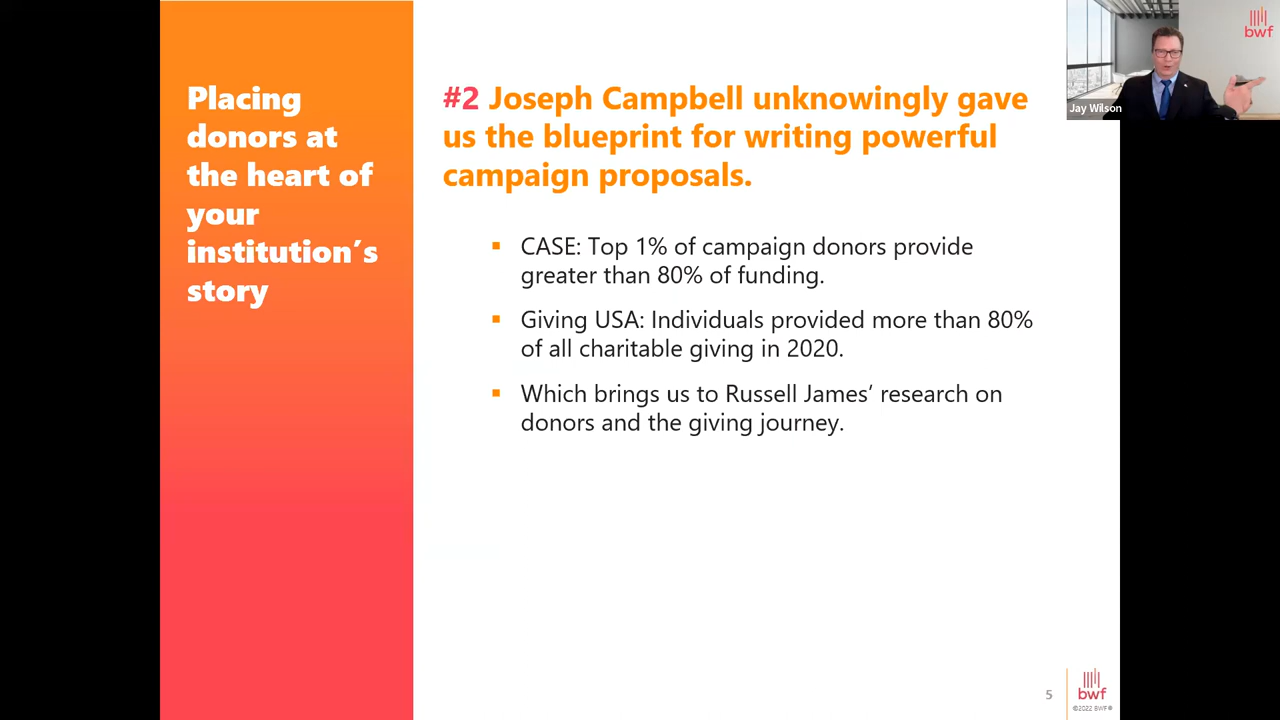 Placing
donors at
the heart of
your
institution’s
story
#2 Joseph Campbell unknowingly gave
us the blueprint for writing powerful
campaign proposals.
▪ CASE: Top 1% of campaign donors provide
greater than 80% of funding.
▪ Giving USA: Individuals provided more than 80%
of all charitable giving in 2020.
▪ Which brings us to Russell James’ research on
donors and the giving journey.
bwf
Jay Wilson
5
bwf
©2022 BWF®